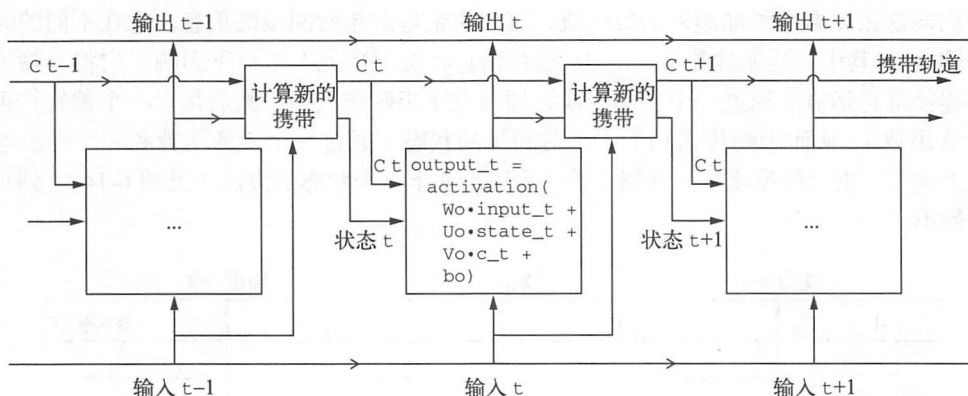 输出 t–1
输出 t
输出 t+1
C t–1
计算新的
携带
C t
计算新的
携带
C t+1
携带轨道
...
C t
output_t =
activation(
Wo•input_t +
Uo•state_t +
Vo•c_t +
bo)
C t
...
状态 t
状态 t+1
输入 t–1
输入 t
输入 t+1